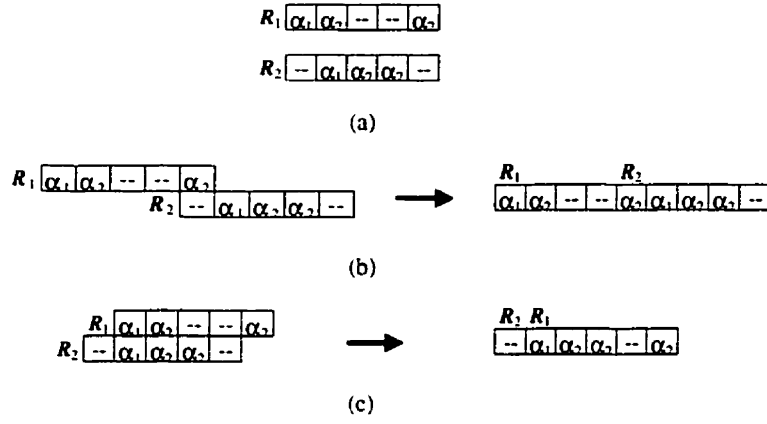 R₁ α₁ α₂ -- -- α₂
R₂ -- α₁ α₂ α₂ --
(a)
R₁ α₁ α₂ -- -- α₂
R₂ -- α₁ α₂ α₂ --
R₁ R₂
α₁ α₂ -- -- α₂ α₁ α₂ α₂ --
(b)
R₁ α₁ α₂ -- -- α₂
R₂ -- α₁ α₂ α₂ --
R₂ R₁
-- α₁ α₂ α₂ -- α₂
(c)